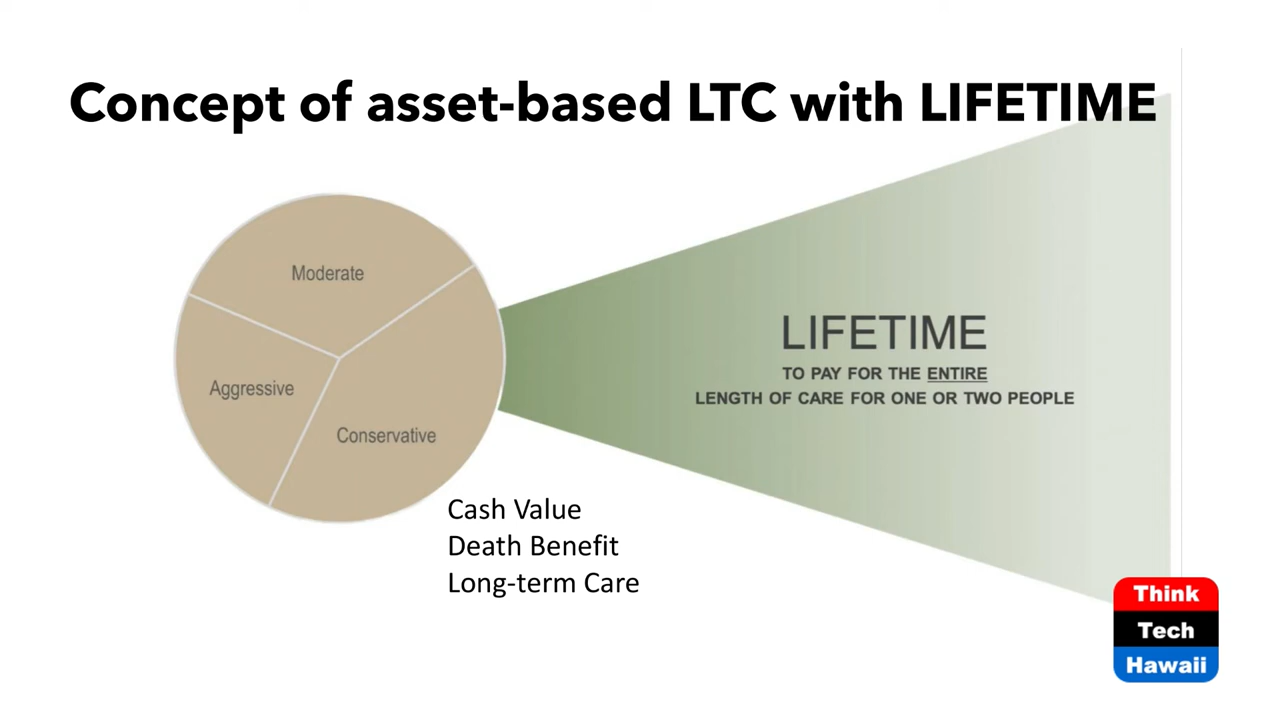 Concept of asset-based LTC with LIFETIME
Moderate
Aggressive
Conservative
LIFETIME
TO PAY FOR THE ENTIRE
LENGTH OF CARE FOR ONE OR TWO PEOPLE
Cash Value
Death Benefit
Long-term Care
Think
Tech
Hawaii